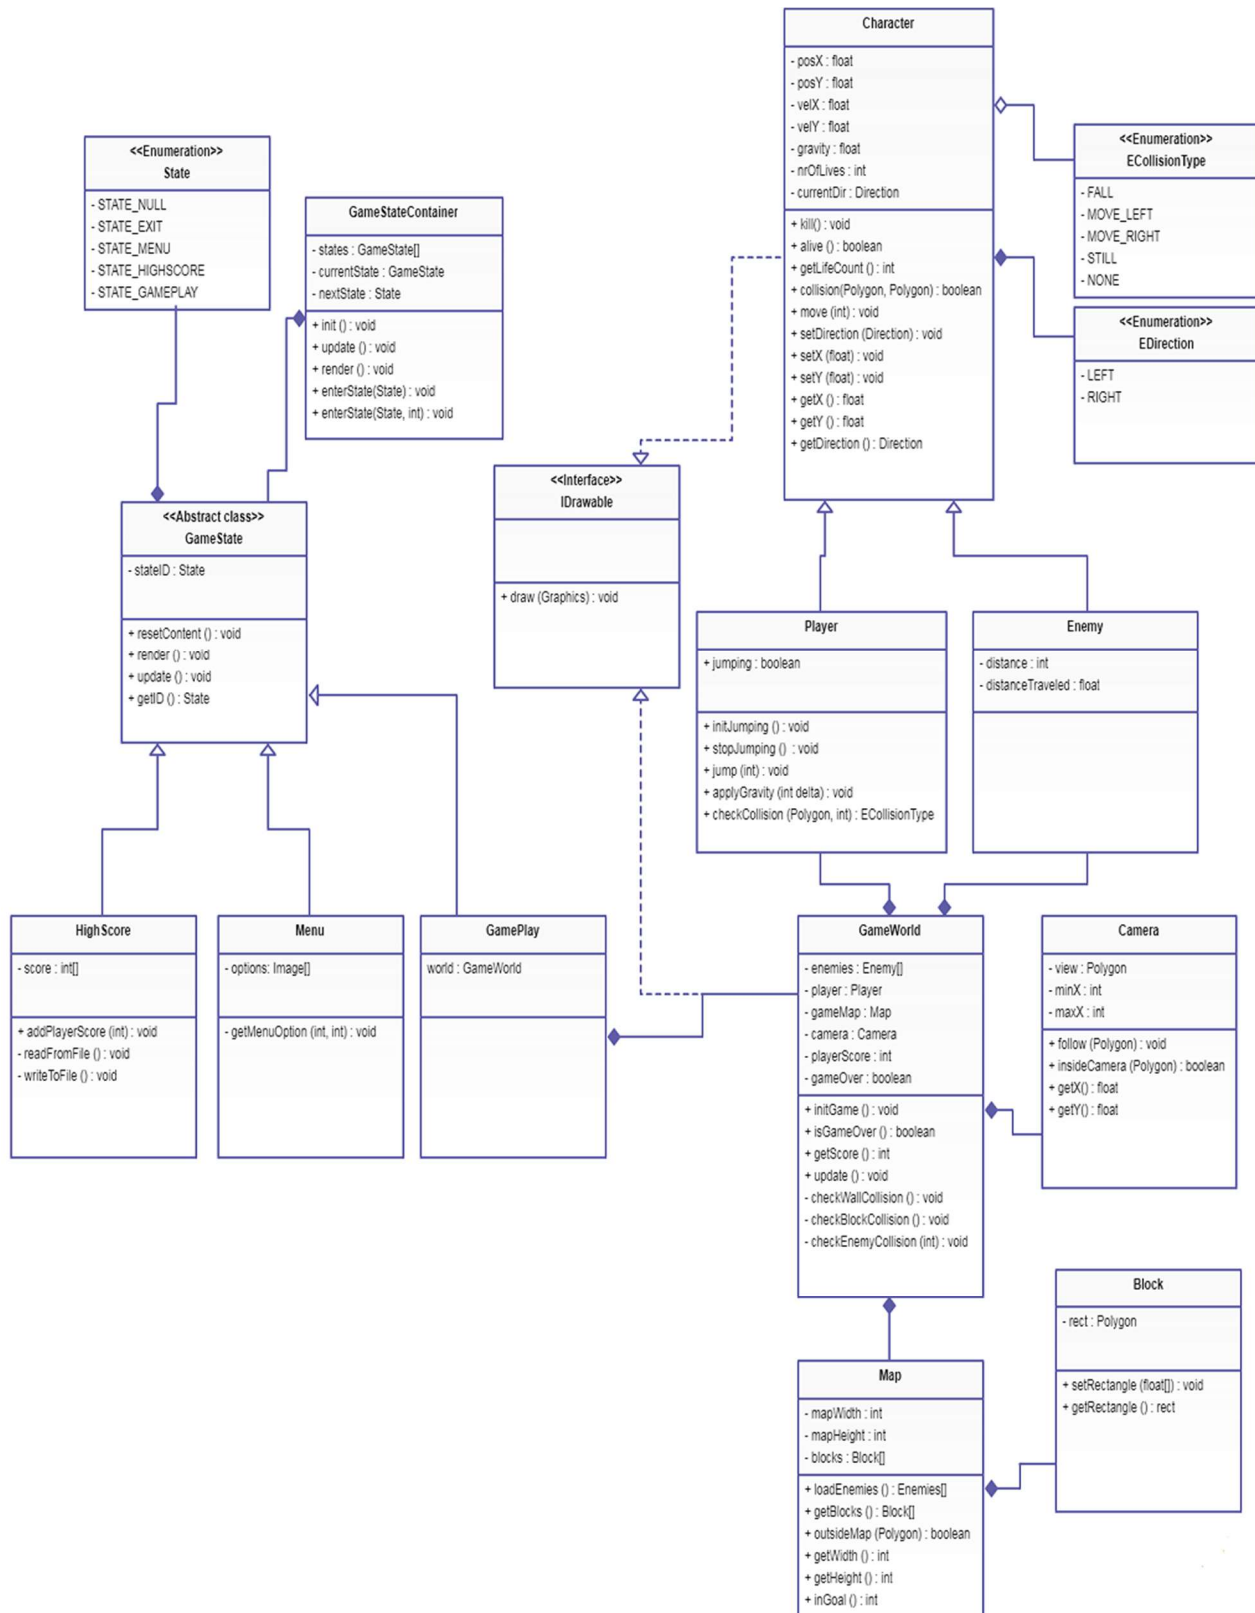 Character
- posX : float
- posY : float
- velX : float
- velY : float
- gravity : float
- nrOfLives : int
- currentDir : Direction
+ kill() : void
+ alive () : boolean
+ getLifeCount () : int
+ collision(Polygon, Polygon) : boolean
+ move (int) : void
+ setDirection (Direction) : void
+ setX (float) : void
+ setY (float) : void
+ getX () : float
+ getY () : float
+ getDirection () : Direction
<<Enumeration>>
ECollisionType
- FALL
- MOVE_LEFT
- MOVE_RIGHT
- STILL
- NONE
<<Enumeration>>
EDirection
- LEFT
- RIGHT
<<Enumeration>>
State
- STATE_NULL
- STATE_EXIT
- STATE_MENU
- STATE_HIGHSCORE
- STATE_GAMEPLAY
GameStateContainer
- states : GameState[]
- currentState : GameState
- nextState : State
+ init () : void
+ update () : void
+ render () : void
+ enterState(State) : void
+ enterState(State, int) : void
<<Interface>>
IDrawable
+ draw (Graphics) : void
<<Abstract class>>
GameState
- stateID : State
+ resetContent () : void
+ render () : void
+ update () : void
+ getID () : State
Player
+ jumping : boolean
+ initJumping () : void
+ stopJumping () : void
+ jump (int) : void
+ applyGravity (int delta) : void
+ checkCollision (Polygon, int) : ECollisionType
Enemy
- distance : int
- distanceTraveled : float
HighScore
- score : int[]
+ addPlayerScore (int) : void
- readFromFile () : void
- writeToFile () : void
Menu
- options: Image[]
- getMenuOption (int, int) : void
GamePlay
world : GameWorld
GameWorld
- enemies : Enemy[]
- player : Player
- gameMap : Map
- camera : Camera
- playerScore : int
- gameOver : boolean
+ initGame () : void
+ isGameOver () : boolean
+ getScore () : int
+ update () : void
- checkWallCollision () : void
- checkBlockCollision () : void
- checkEnemyCollision (int) : void
Camera
- view : Polygon
- minX : int
- maxX : int
+ follow (Polygon) : void
+ insideCamera (Polygon) : boolean
+ getX() : float
+ getY() : float
Block
- rect : Polygon
+ setRectangle (float[]) : void
+ getRectangle () : rect
Map
- mapWidth : int
- mapHeight : int
- blocks : Block[]
+ loadEnemies () : Enemies[]
+ getBlocks () : Block[]
+ outsideMap (Polygon) : boolean
+ getWidth () : int
+ getHeight () : int
+ inGoal () : int